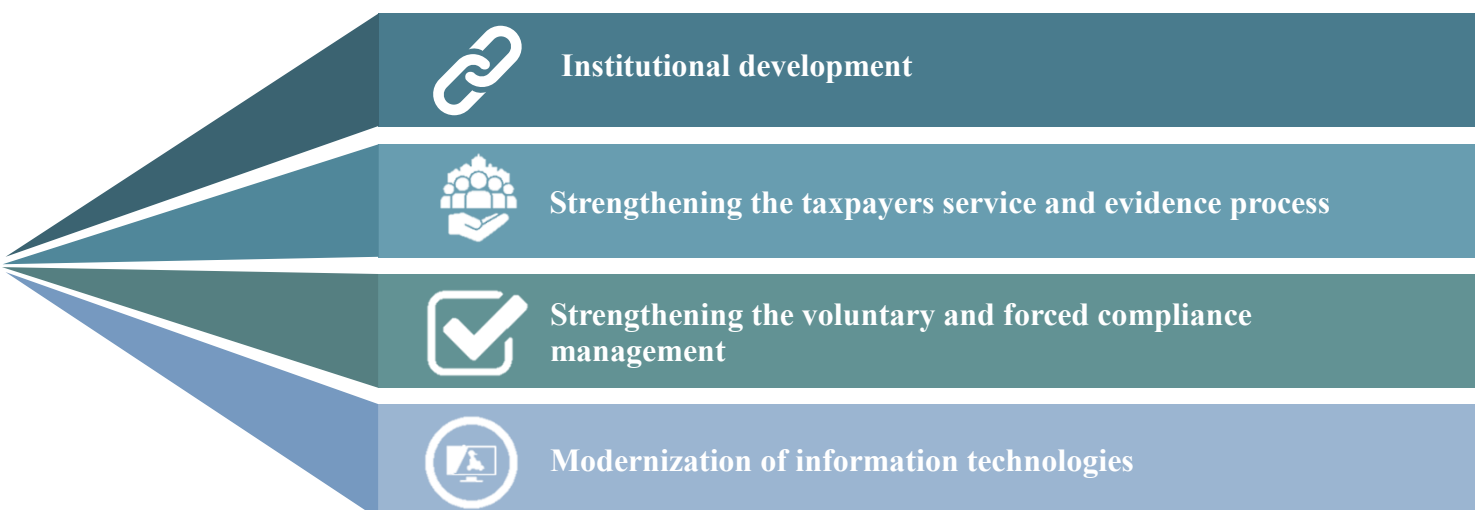 Institutional development
Strengthening the taxpayers service and evidence process
Strengthening the voluntary and forced compliance
management
Modernization of information technologies